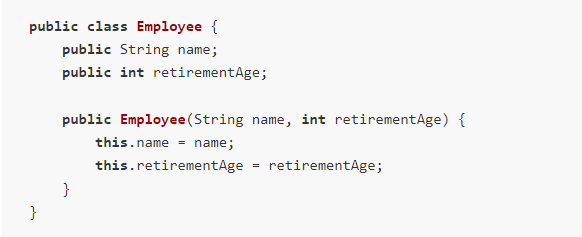 public class Employee {
    public String name;
    public int retirementAge;

    public Employee(String name, int retirementAge) {
        this.name = name;
        this.retirementAge = retirementAge;
    }
}